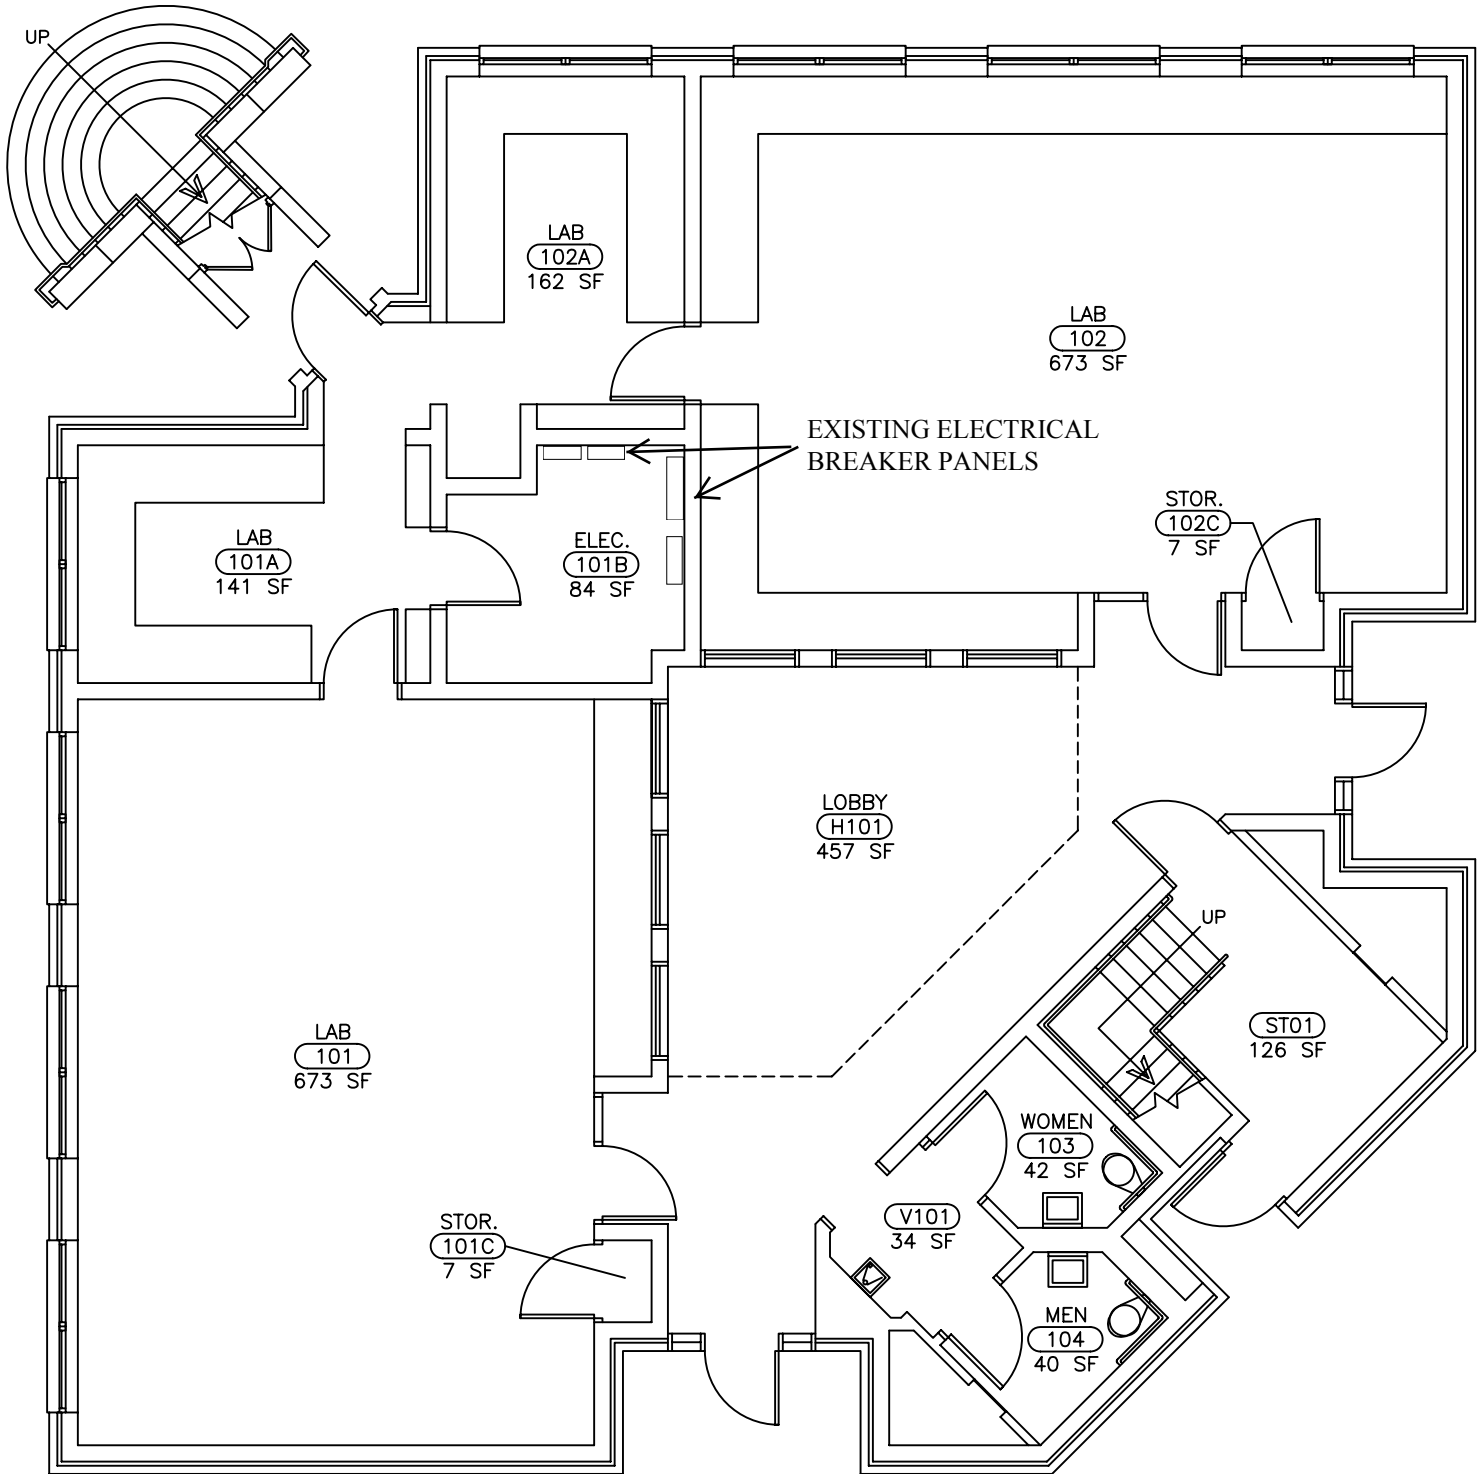 UP
LAB
102A
162 SF
LAB
102
673 SF
EXISTING ELECTRICAL
BREAKER PANELS
STOR.
102C
7 SF
LAB
101A
141 SF
ELEC.
101B
84 SF
LOBBY
H101
457 SF
UP
ST01
126 SF
LAB
101
673 SF
WOMEN
103
42 SF
V101
34 SF
STOR.
101C
7 SF
MEN
104
40 SF